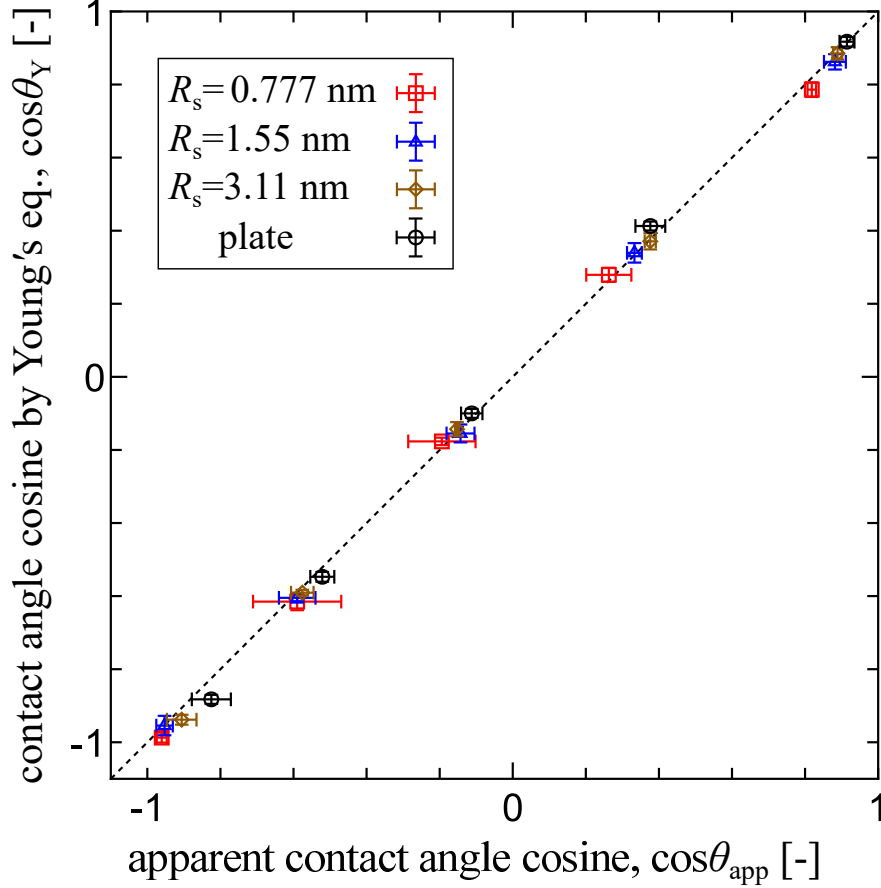 contact angle cosine by Young's eq., cosθY [-]
1
0
-1
Rs= 0.777 nm
Rs=1.55 nm
Rs=3.11 nm
plate
-1
0
1
apparent contact angle cosine, cosθapp [-]